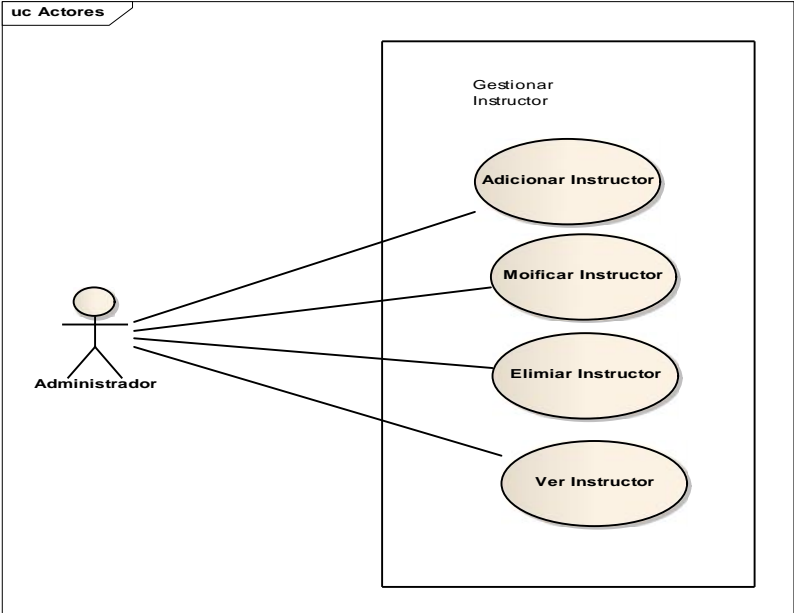 uc Actores
Gestionar
Instructor
Adicionar Instructor
Moificar Instructor
Elimiar Instructor
Ver Instructor
Administrador